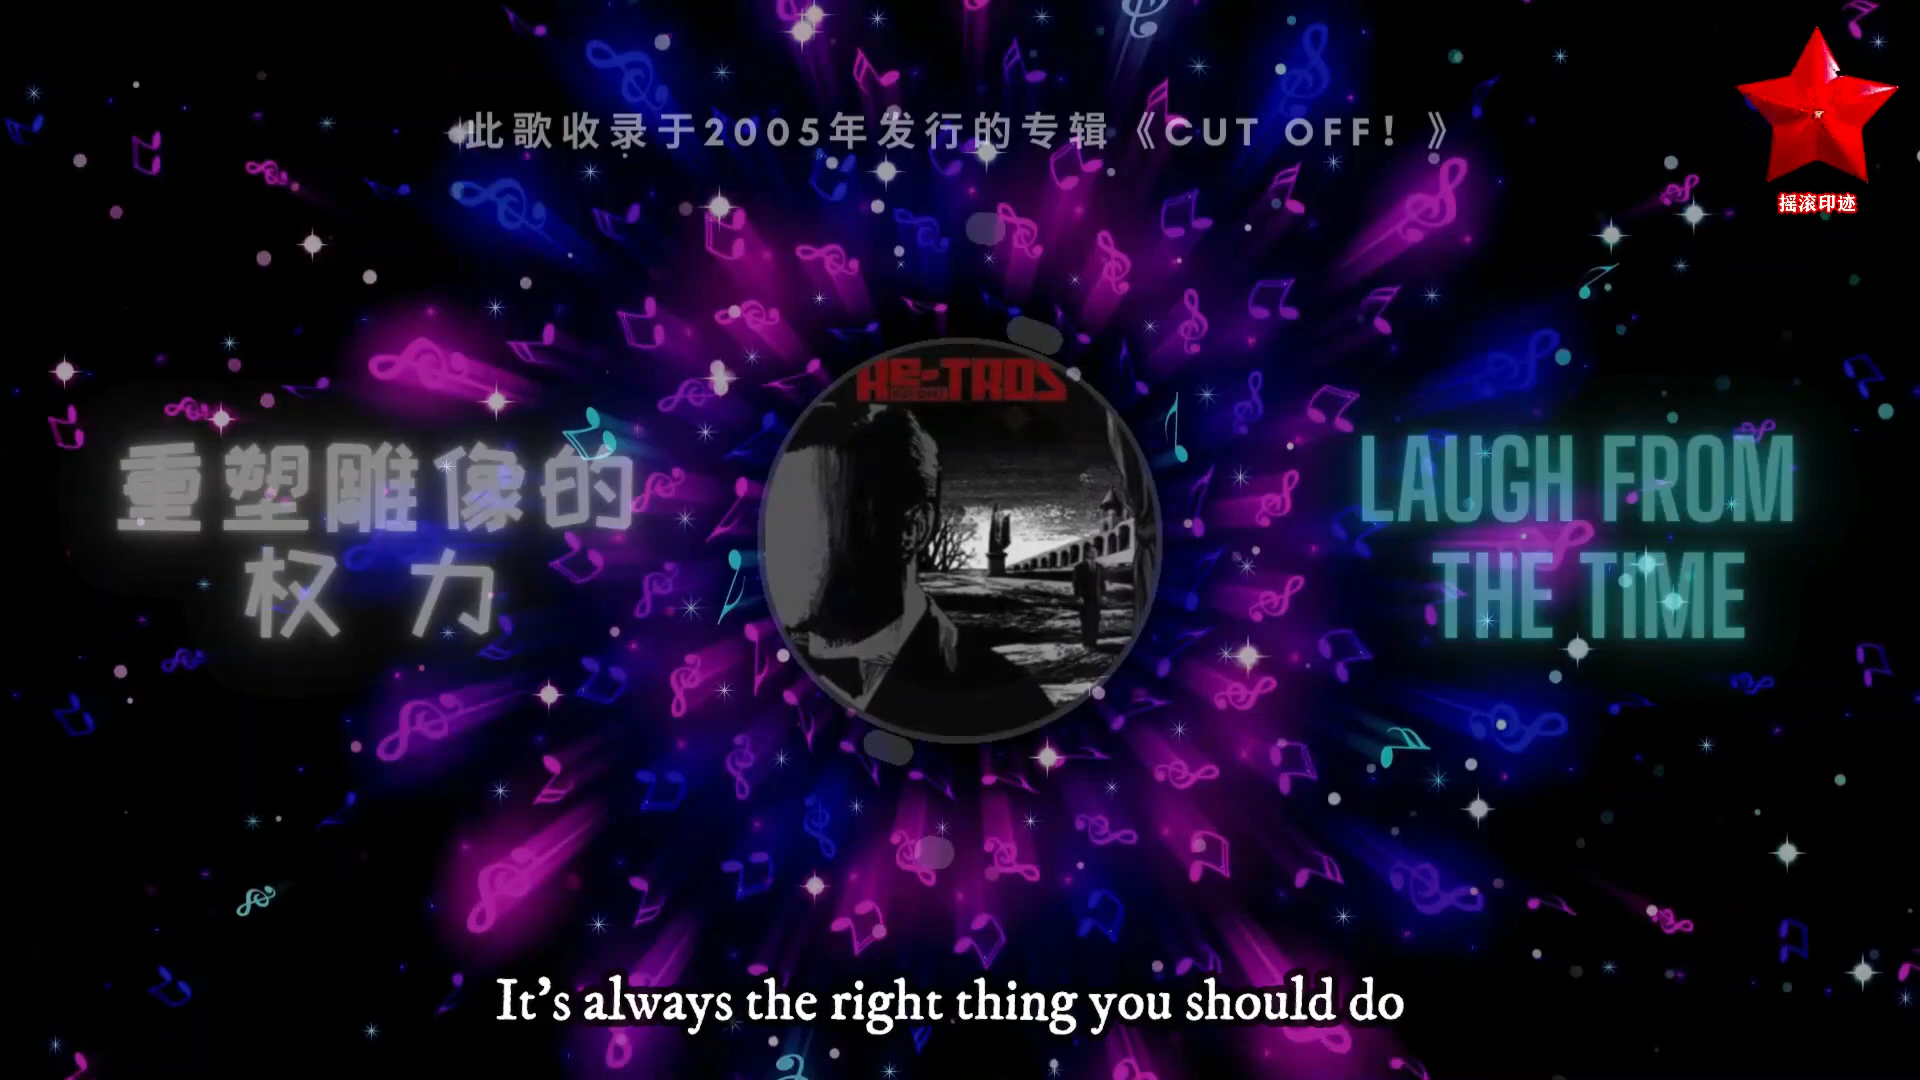 此歌收录于2005年发行的专辑《CUT OFF！》
摇滚印迹
Re-TROS
重塑雕像的
权 力
LAUGH FROM
THE TIME
It's always the right thing you should do